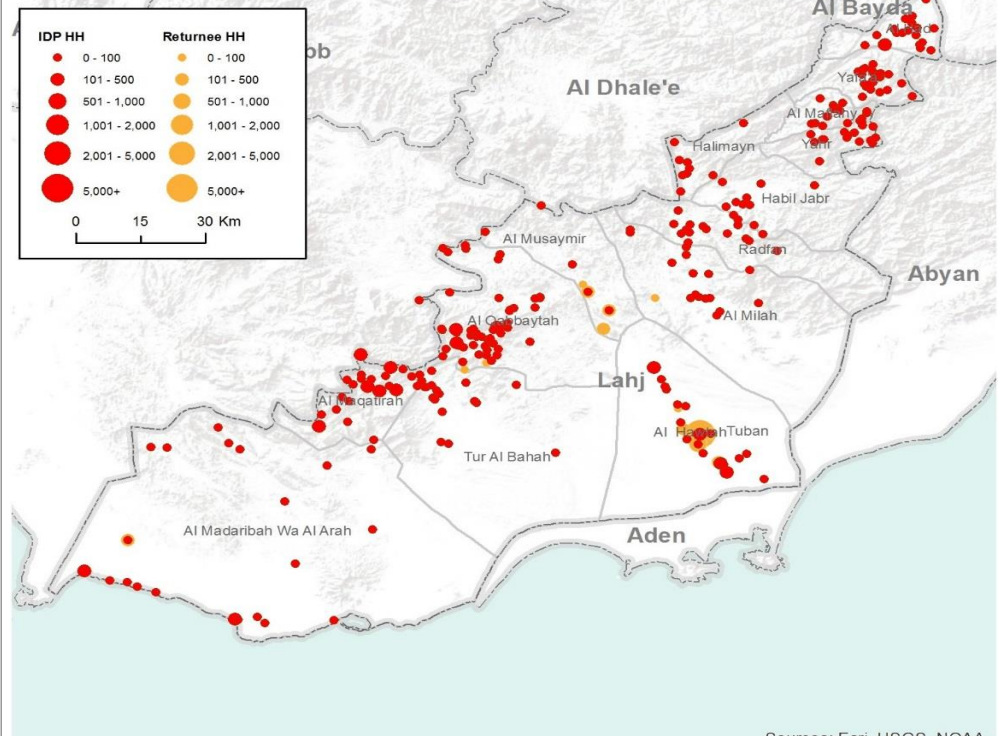 IDP HH Returnee HH
0 - 100 0 - 100
101 - 500 101 - 500
501 - 1,000 501 - 1,000
1,001 - 2,000 1,001 - 2,000
2,001 - 5,000 2,001 - 5,000
5,000+ 5,000+
0 15 30 Km
Al Bayda
bb
Al Dhale'e
Halimayn
Yahr
Habil Jabr
Al Musaymir
Radfan
Abyan
Al Qabbaytah
Al Milah
Lahj
Al Maqatirah
Al Hawtah Tuban
Tur Al Bahah
Al Madaribah Wa Al Arah
Aden